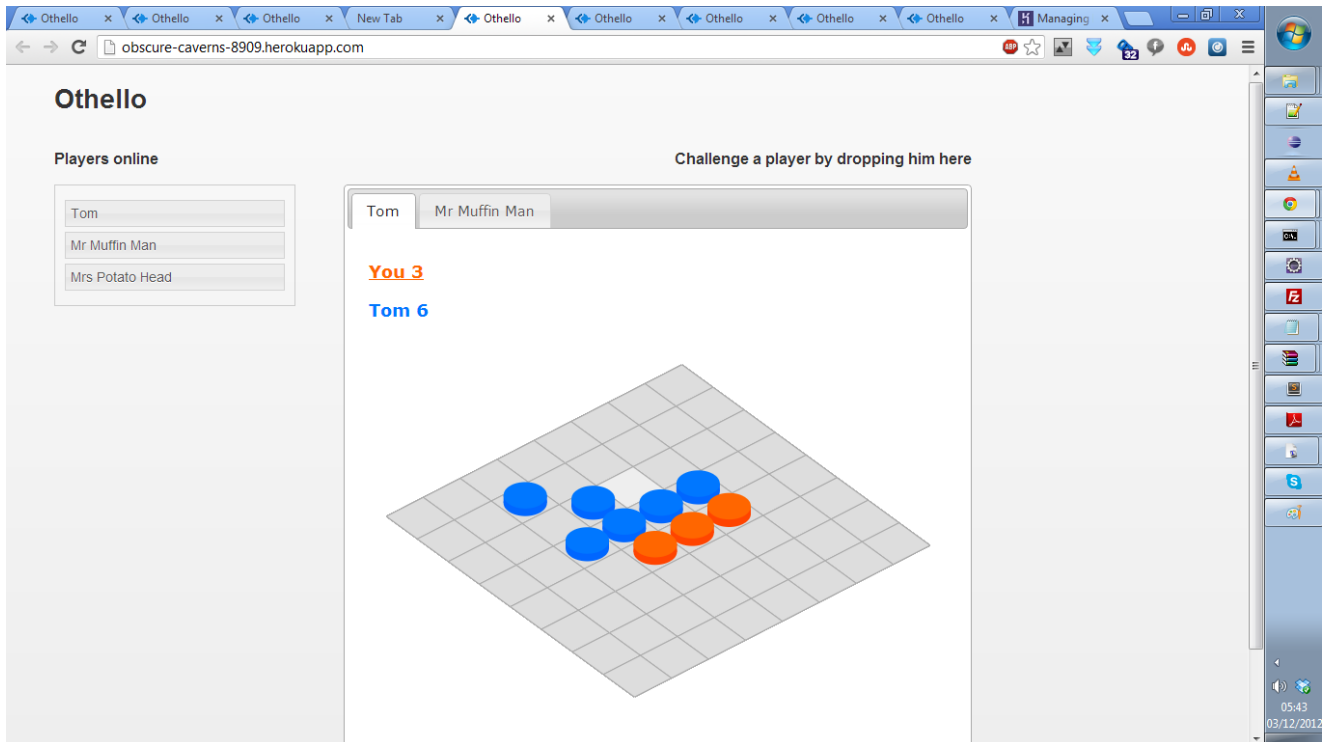 Othello Othello Othello New Tab Othello Othello Othello Othello Othello Managing
obscure-caverns-8909.herokuapp.com ABP 32
Othello
Players online
Challenge a player by dropping him here
Tom
Mr Muffin Man
Mrs Potato Head
Tom Mr Muffin Man
You 3
Tom 6
05:43
03/12/2012